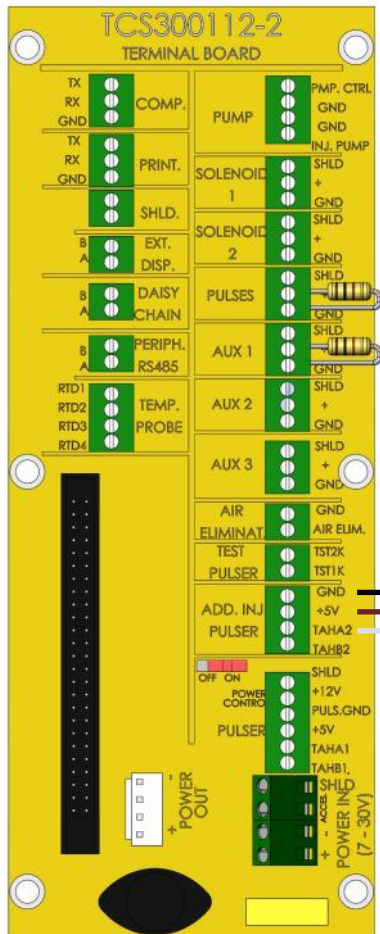 TCS300112-2
TERMINAL BOARD
TX
RX
GND
COMP.
TX
RX
GND
PRINT.
SHLD.
B
A
EXT.
DISP.
B
A
DAISY
CHAIN
B
A
PERIPH.
RS485
RTD1
RTD2
RTD3
RTD4
TEMP.
PROBE
PUMP
PMP. CTRL
GND
GND
INJ. PUMP
SOLENOID
1
SHLD
+
GND
SOLENOID
2
SHLD
+
GND
PULSES
SHLD
GND
AUX 1
SHLD
GND
AUX 2
SHLD
+
GND
AUX 3
SHLD
+
GND
AIR
ELIMINAT.
GND
AIR ELIM.
TEST
PULSER
TST2K
TST1K
ADD. INJ.
PULSER
GND
+5V
TAHA2
TAHB2
OFF ON
POWER
CONTROL
PULSER
SHLD
+12V
PULS.GND
+5V
TAHA1
TAHB1
- +
POWER
OUT
SHLD
ACCES.
- +
POWER IN
(7 - 30V)